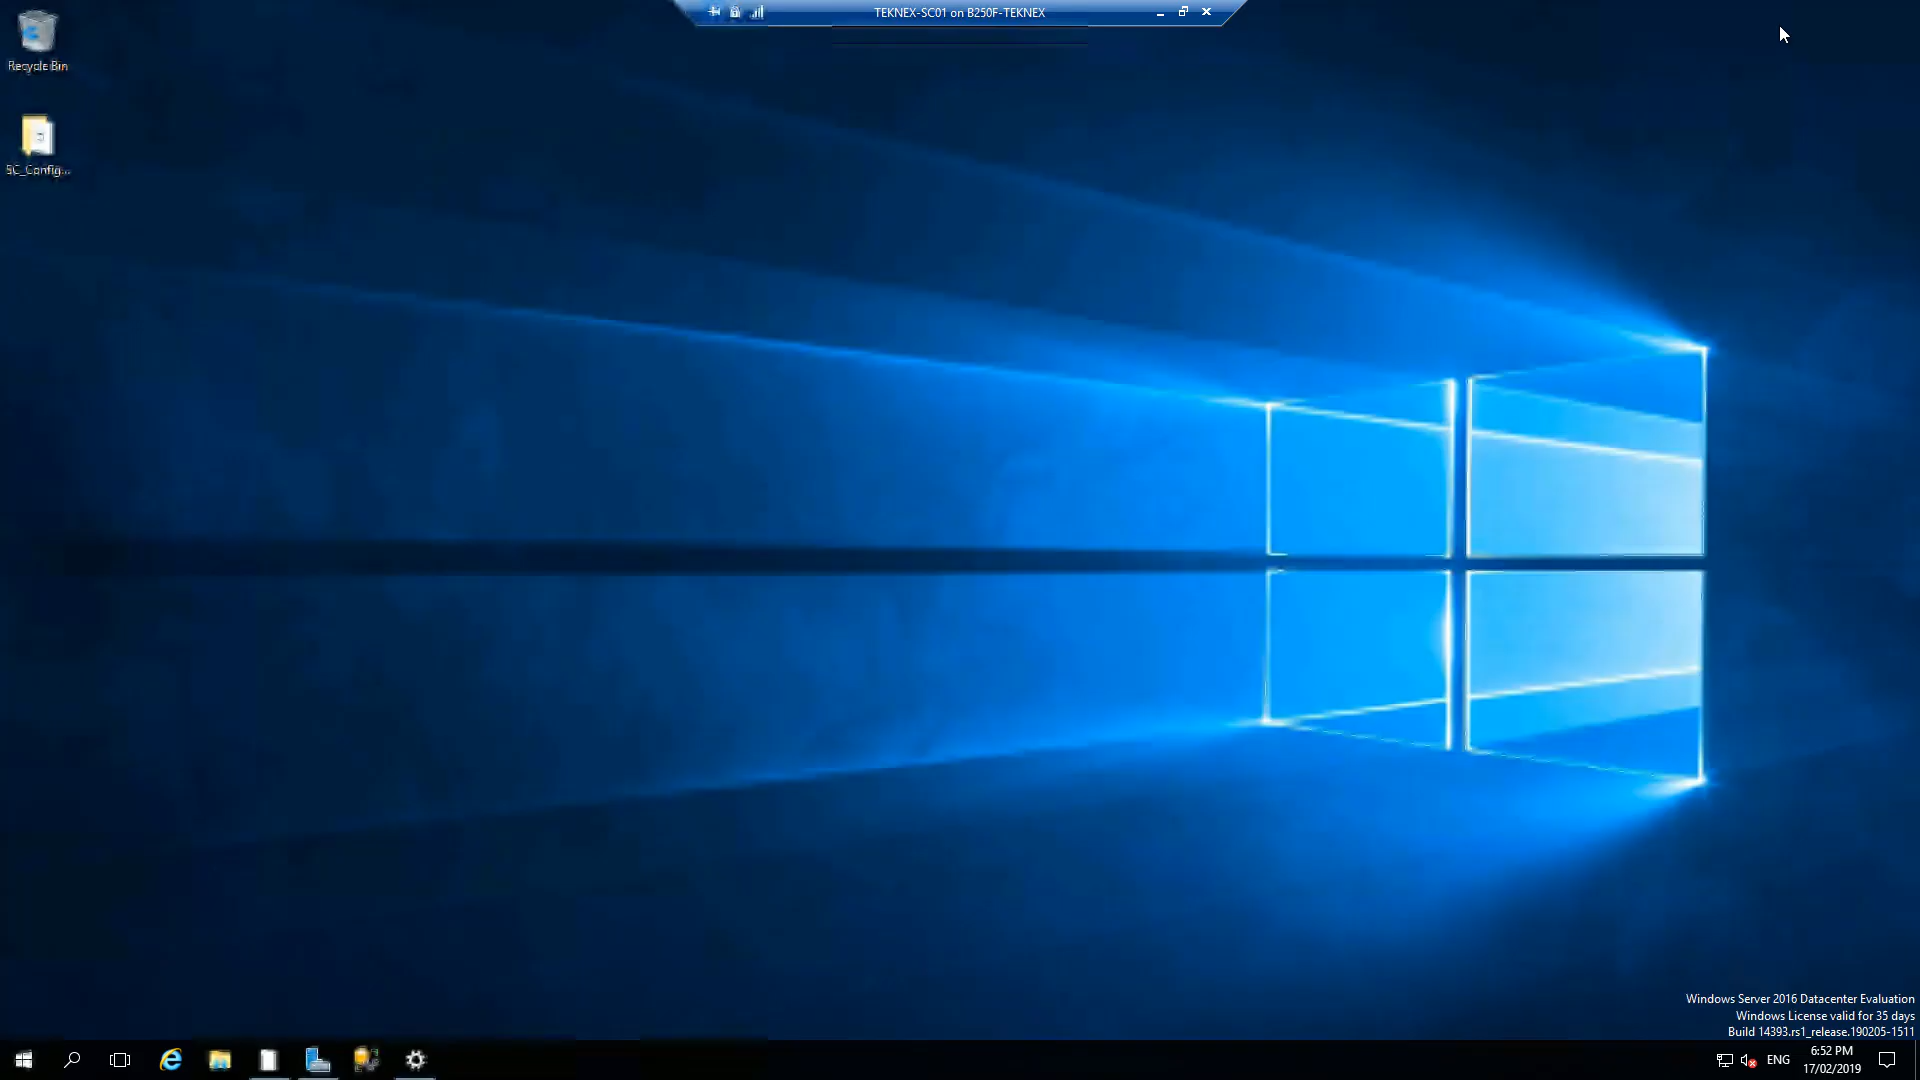 TEKNEX-SC01 on B250F-TEKNEX
Recycle Bin
SC_Config...
Windows Server 2016 Datacenter Evaluation
Windows License valid for 35 days
Build 14393.rs1_release.190205-1511
ENG
6:52 PM
17/02/2019